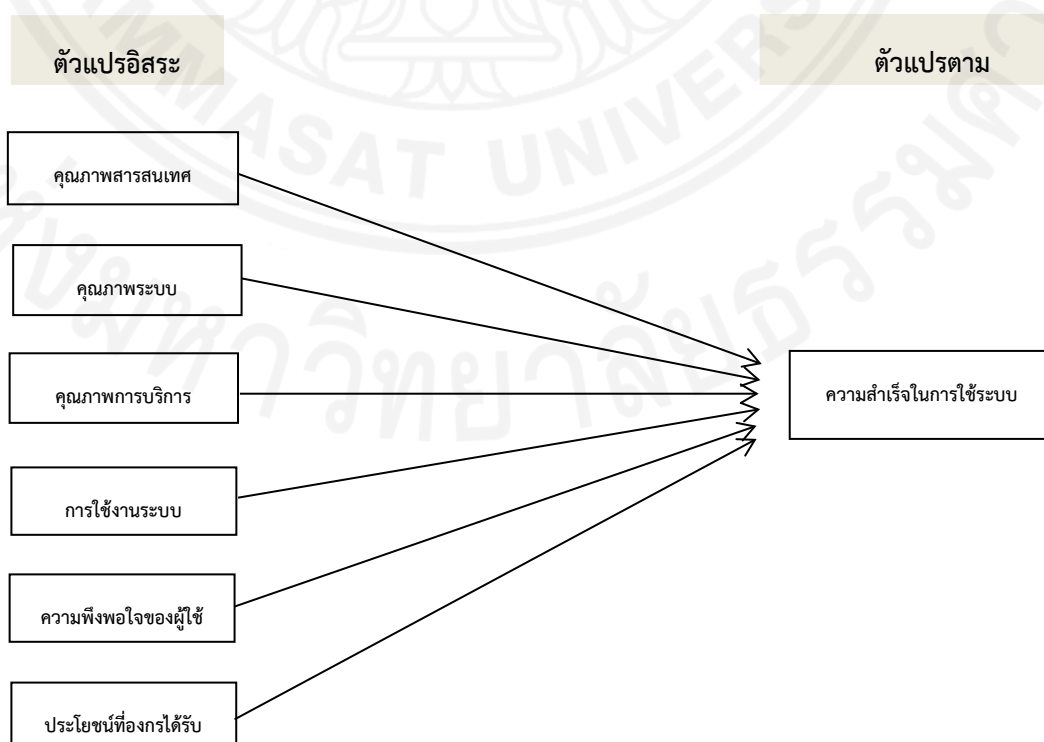 ตัวแปรอิสระ
ตัวแปรตาม
คุณภาพสารสนเทศ
คุณภาพระบบ
คุณภาพการบริการ
ความสำเร็จในการใช้ระบบ
การใช้งานระบบ
ความพึงพอใจของผู้ใช้
ประโยชน์ที่องกรได้รับ
MMASAT UNIVERS